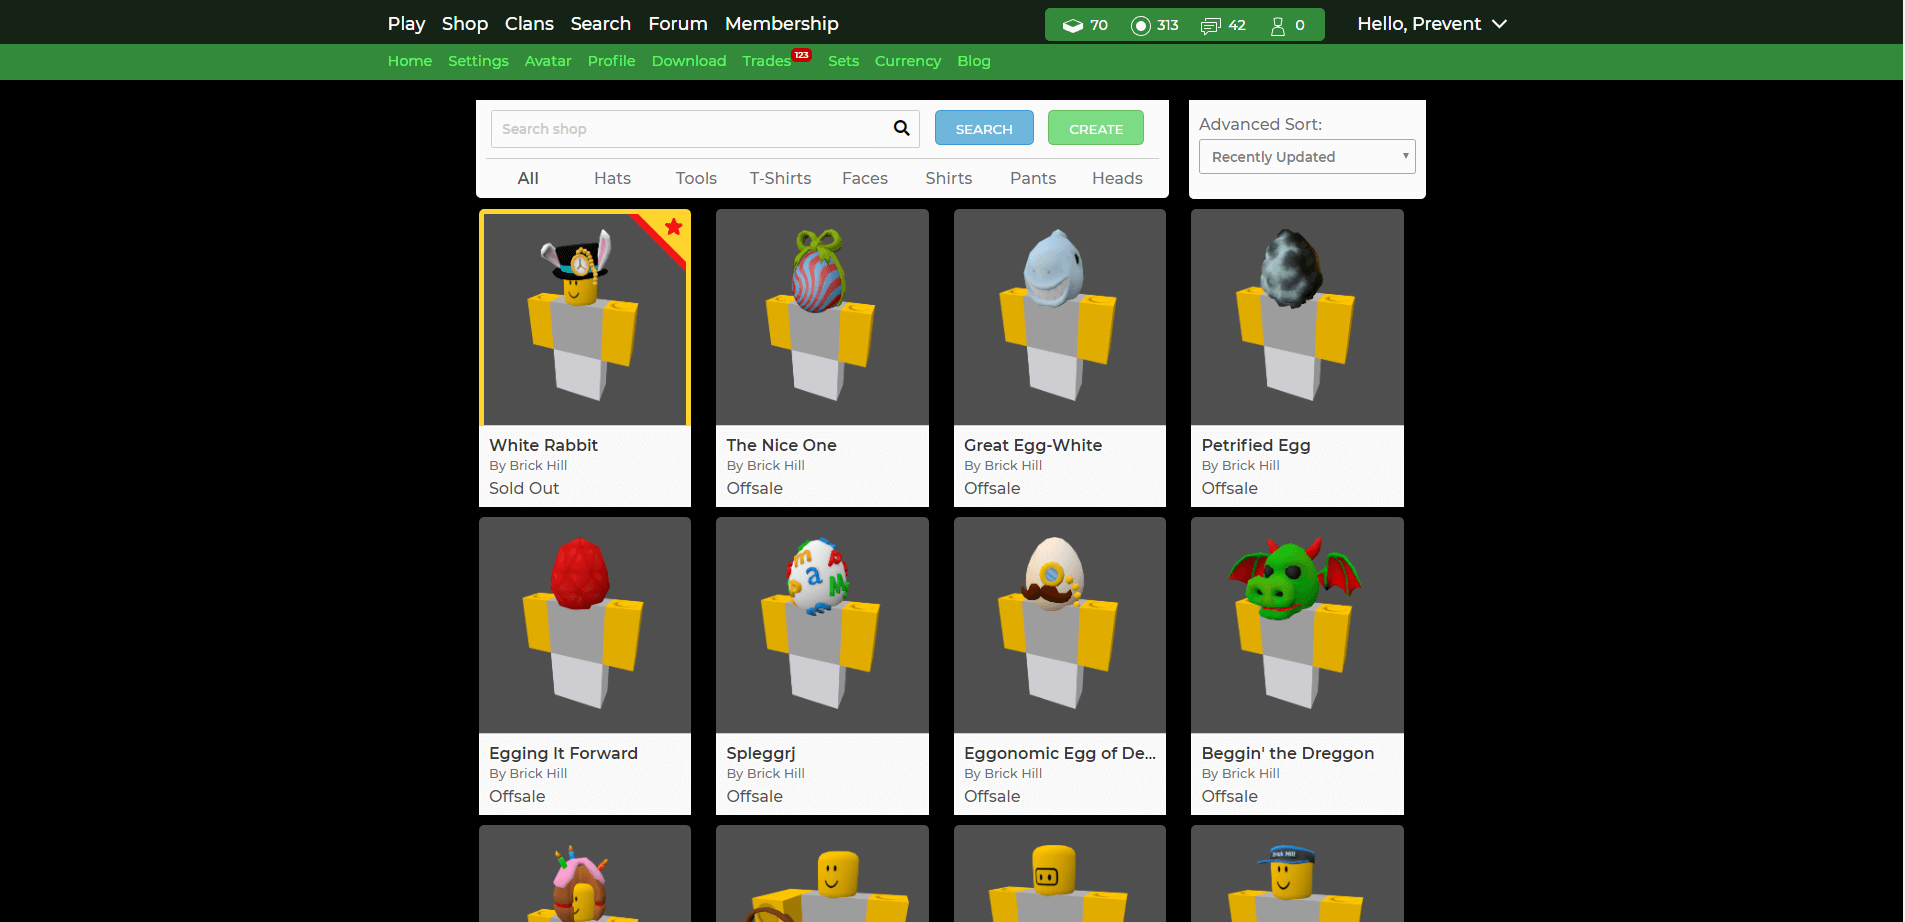 Play Shop Clans Search Forum Membership 70 313 42 0 Hello, Prevent
Home Settings Avatar Profile Download Trades 123 Sets Currency Blog
Search shop SEARCH CREATE
Advanced Sort:
Recently Updated
All Hats Tools T-Shirts Faces Shirts Pants Heads
White Rabbit
By Brick Hill
Sold Out
The Nice One
By Brick Hill
Offsale
Great Egg-White
By Brick Hill
Offsale
Petrified Egg
By Brick Hill
Offsale
m p a p M
Egging It Forward
By Brick Hill
Offsale
Spleggrj
By Brick Hill
Offsale
Eggonomic Egg of De...
By Brick Hill
Offsale
Beggin' the Dreggon
By Brick Hill
Offsale
Brick Hill